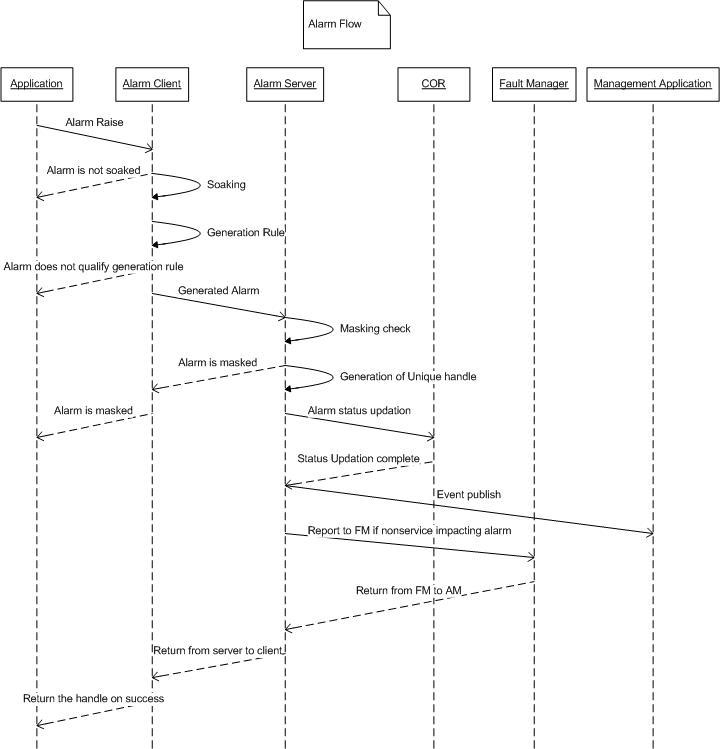 Alarm Flow
Application
Alarm Client
Alarm Server
COR
Fault Manager
Management Application
Alarm Raise
Alarm is not soaked
Soaking
Generation Rule
Alarm does not qualify generation rule
Generated Alarm
Masking check
Alarm is masked
Generation of Unique handle
Alarm is masked
Alarm status updation
Status Updation complete
Event publish
Report to FM if nonservice impacting alarm
Return from FM to AM
Return from server to client
Return the handle on success